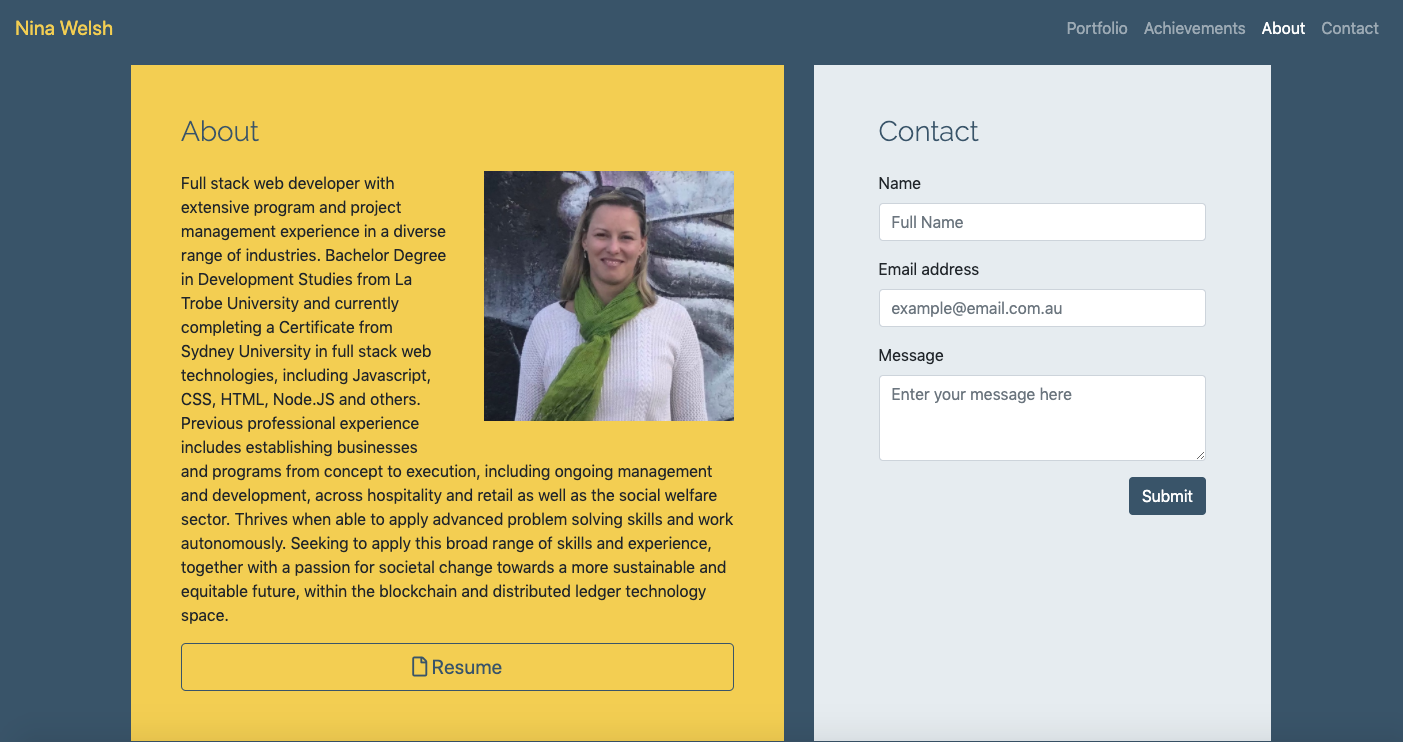 Nina Welsh
Portfolio Achievements About Contact
About
Full stack web developer with
extensive program and project
management experience in a diverse
range of industries. Bachelor Degree
in Development Studies from La
Trobe University and currently
completing a Certificate from
Sydney University in full stack web
technologies, including Javascript,
CSS, HTML, Node.JS and others.
Previous professional experience
includes establishing businesses
and programs from concept to execution, including ongoing management
and development, across hospitality and retail as well as the social welfare
sector. Thrives when able to apply advanced problem solving skills and work
autonomously. Seeking to apply this broad range of skills and experience,
together with a passion for societal change towards a more sustainable and
equitable future, within the blockchain and distributed ledger technology
space.
Resume
Contact
Name
Full Name
Email address
example@email.com.au
Message
Enter your message here
Submit